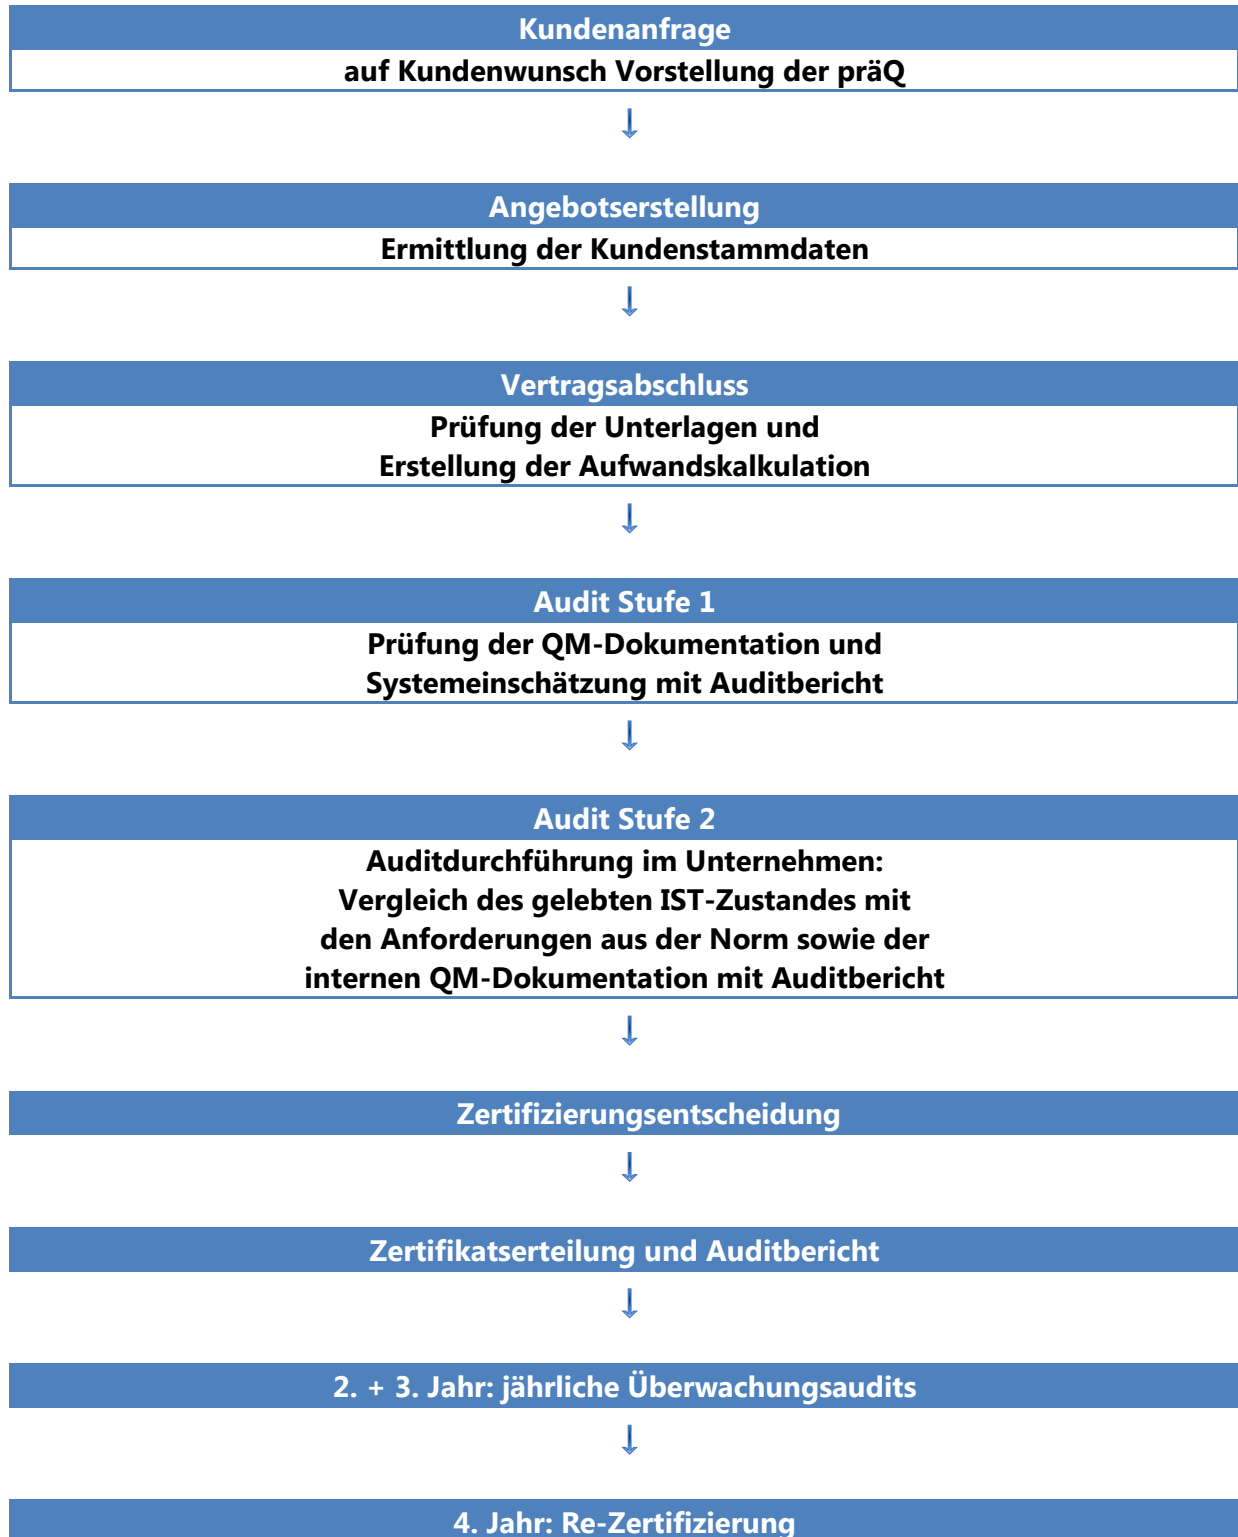 Kundenanfrage
auf Kundenwunsch Vorstellung der präQ
Angebotserstellung
Ermittlung der Kundenstammdaten
Vertragsabschluss
Prüfung der Unterlagen und
Erstellung der Aufwandskalkulation
Audit Stufe 1
Prüfung der QM-Dokumentation und
Systemeinschätzung mit Auditbericht
Audit Stufe 2
Auditdurchführung im Unternehmen:
Vergleich des gelebten IST-Zustandes mit
den Anforderungen aus der Norm sowie der
internen QM-Dokumentation mit Auditbericht
Zertifizierungsentscheidung
Zertifikatserteilung und Auditbericht
2. + 3. Jahr: jährliche Überwachungsaudits
4. Jahr: Re-Zertifizierung